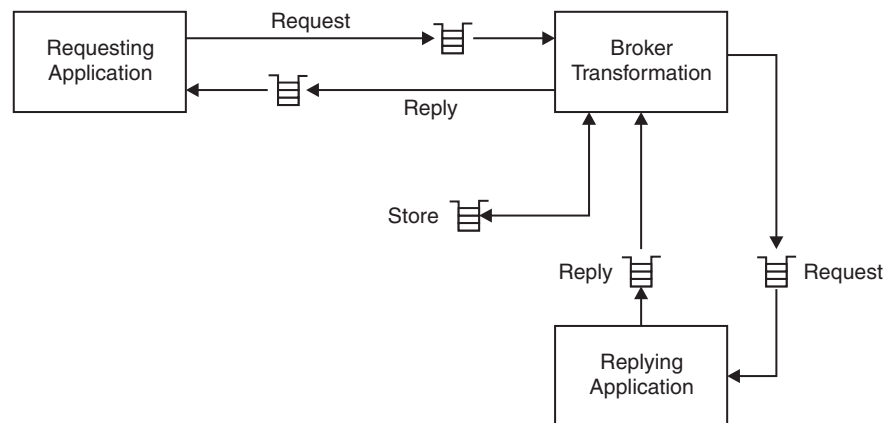 Request
Requesting
Application
Broker
Transformation
Reply
Store
Reply
Request
Replying
Application